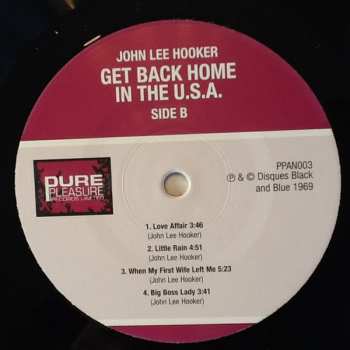 JOHN LEE HOOKER
GET BACK HOME
IN THE U.S.A.
SIDE B
PPAN003
℗ & © Disques Black
and Blue 1969
PURE
PLEASURE
RECORDS LIMITED
1. Love Affair 3:46
(John Lee Hooker)
2. Little Rain 4:51
(John Lee Hooker)
3. When My First Wife Left Me 5:23
(John Lee Hooker)
4. Big Boss Lady 3:41
(John Lee Hooker)